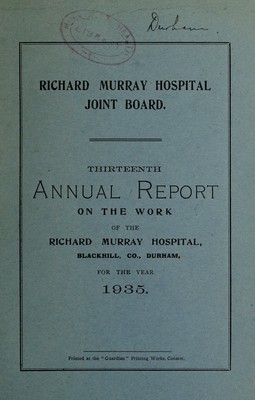 Durham.
RICHARD MURRAY HOSPITAL
JOINT BOARD.
THIRTEENTH
ANNUAL REPORT
ON THE WORK
OF THE
RICHARD MURRAY HOSPITAL,
BLACKHILL, CO., DURHAM,
FOR THE YEAR
1935.
Printed at the "Guardian" Printing Works, Consett.